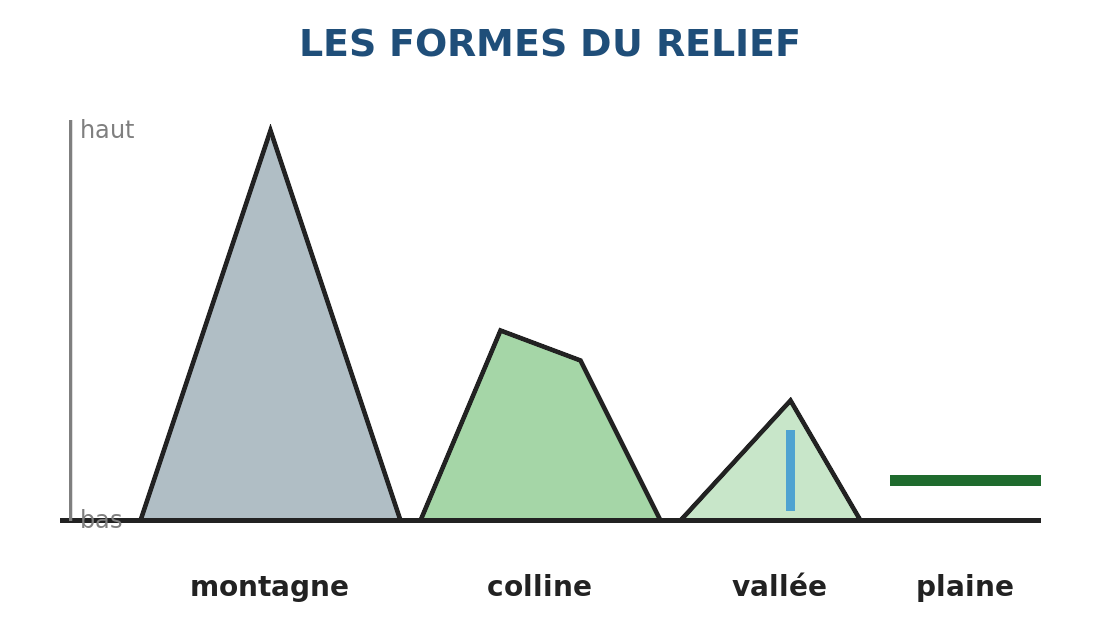 LES FORMES DU RELIEF
haut
bas
montagne colline vallée plaine